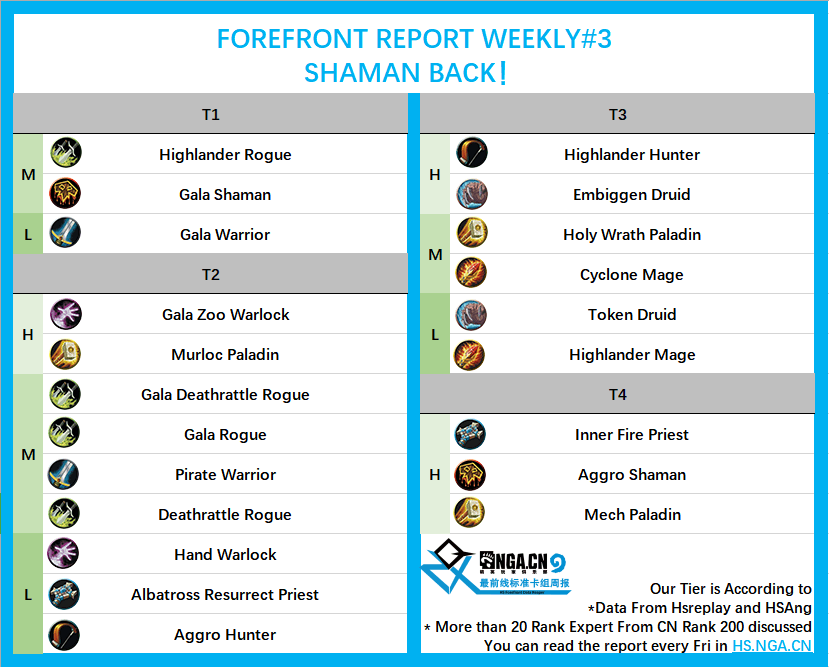 FOREFRONT REPORT WEEKLY#3
SHAMAN BACK!
T1
M
Highlander Rogue
Gala Shaman
L
Gala Warrior
T2
H
Gala Zoo Warlock
Murloc Paladin
M
Gala Deathrattle Rogue
Gala Rogue
Pirate Warrior
Deathrattle Rogue
L
Hand Warlock
Albatross Resurrect Priest
Aggro Hunter
T3
H
Highlander Hunter
Embiggen Druid
M
Holy Wrath Paladin
Cyclone Mage
L
Token Druid
Highlander Mage
T4
H
Inner Fire Priest
Aggro Shaman
Mech Paladin
NGA.CN
最前线标准卡组周报
Our Tier is According to
*Data From Hsreplay and HSAng
* More than 20 Rank Expert From CN Rank 200 discussed
You can read the report every Fri in HS.NGA.CN